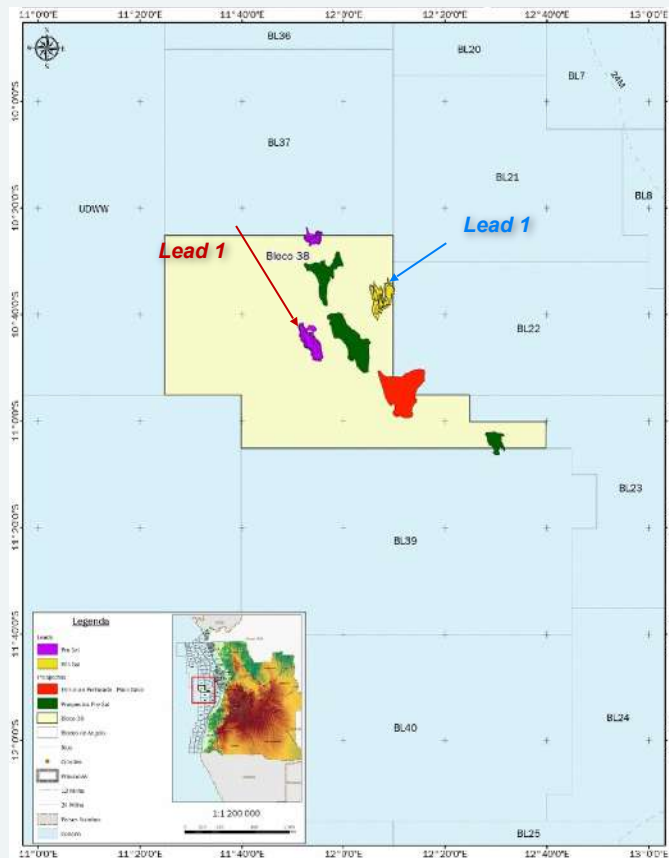 11°0'0"E 11°20'0"E 11°40'0"E 12°0'0"E 12°20'0"E 12°40'0"E 13°0'0"E
BL36
BL20
BL7
24M
10°0'0"S
BL37
BL21
BL8
UDWW
10°20'0"S
Lead 1
Lead 1
Bloco 38
10°40'0"S
BL22
11°0'0"S
BL23
11°20'0"S
BL39
11°40'0"S
Legenda
Leads
Prospectos Pré-Sal
Bloco 38
BL24
BL40
12°0'0"S
1:1 200 000
BL25
11°0'0"E 11°20'0"E 11°40'0"E 12°0'0"E 12°20'0"E 12°40'0"E 13°0'0"E